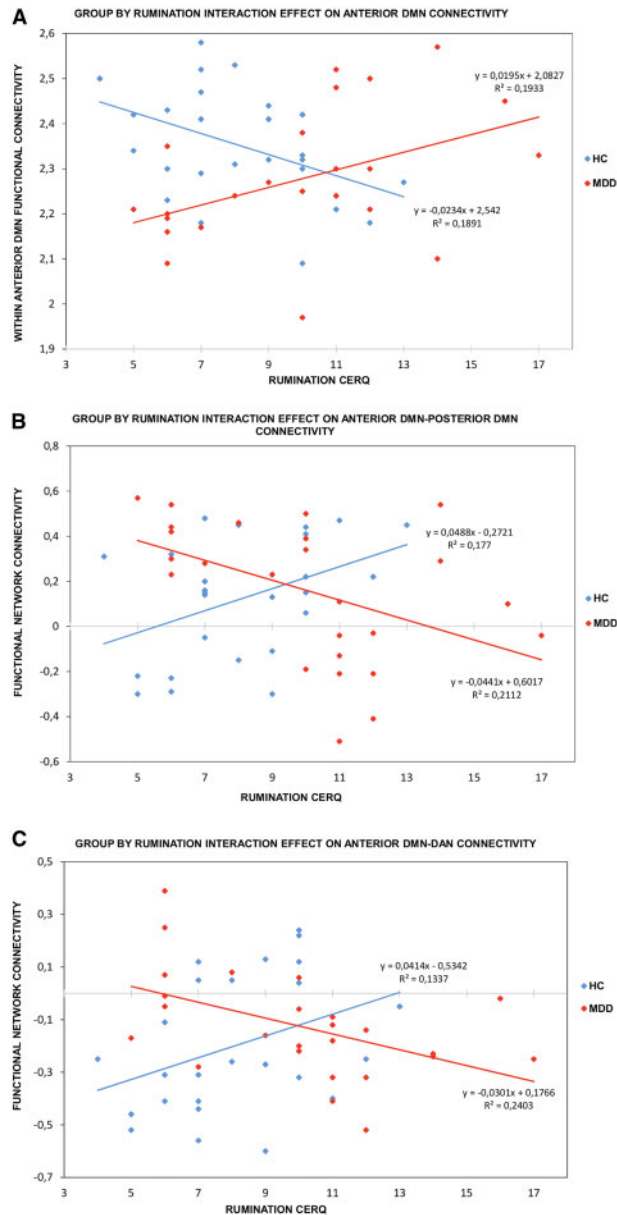 A
GROUP BY RUMINATION INTERACTION EFFECT ON ANTERIOR DMN CONNECTIVITY
WITHIN ANTERIOR DMN FUNCTIONAL CONNECTIVITY
2,6
2,5
2,4
2,3
2,2
2,1
2
1,9
y = 0,0195x + 2,0827
R² = 0,1933
y = -0,0234x + 2,542
R² = 0,1891
HC
MDD
3 5 7 9 11 13 15 17
RUMINATION CERQ
B
GROUP BY RUMINATION INTERACTION EFFECT ON ANTERIOR DMN-POSTERIOR DMN
CONNECTIVITY
FUNCTIONAL NETWORK CONNECTIVITY
0,8
0,6
0,4
0,2
0
-0,2
-0,4
-0,6
y = 0,0488x - 0,2721
R² = 0,177
y = -0,0441x + 0,6017
R² = 0,2112
HC
MDD
3 5 7 9 11 13 15 17
RUMINATION CERQ
C
GROUP BY RUMINATION INTERACTION EFFECT ON ANTERIOR DMN-DAN CONNECTIVITY
FUNCTIONAL NETWORK CONNECTIVITY
0,5
0,3
0,1
-0,1
-0,3
-0,5
-0,7
y = 0,0414x - 0,5342
R² = 0,1337
y = -0,0301x + 0,1766
R² = 0,2403
HC
MDD
3 5 7 9 11 13 15 17
RUMINATION CERQ